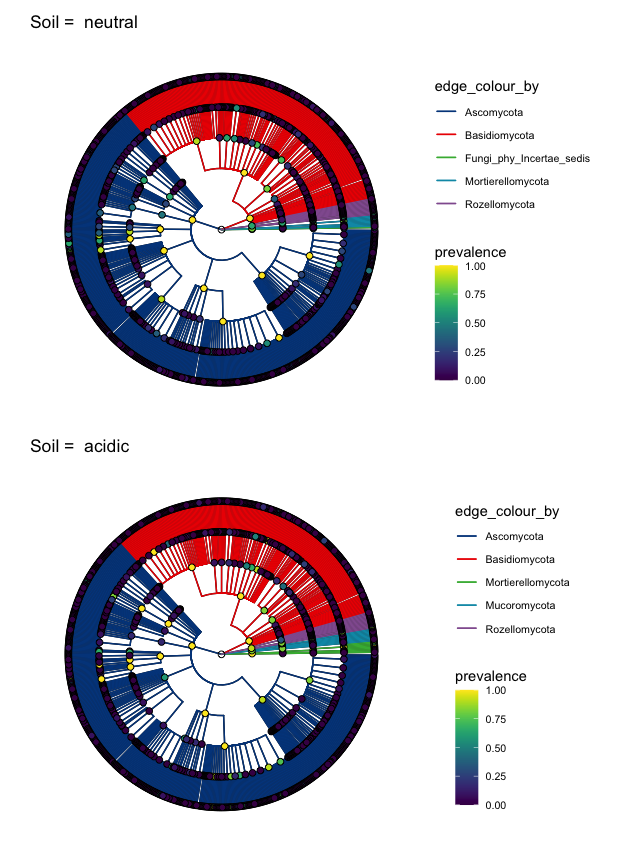 Soil =  neutral
edge_colour_by
Ascomycota
Basidiomycota
Fungi_phy_Incertae_sedis
Mortierellomycota
Rozellomycota
prevalence
1.00
0.75
0.50
0.25
0.00
Soil =  acidic
edge_colour_by
Ascomycota
Basidiomycota
Mortierellomycota
Mucoromycota
Rozellomycota
prevalence
1.00
0.75
0.50
0.25
0.00